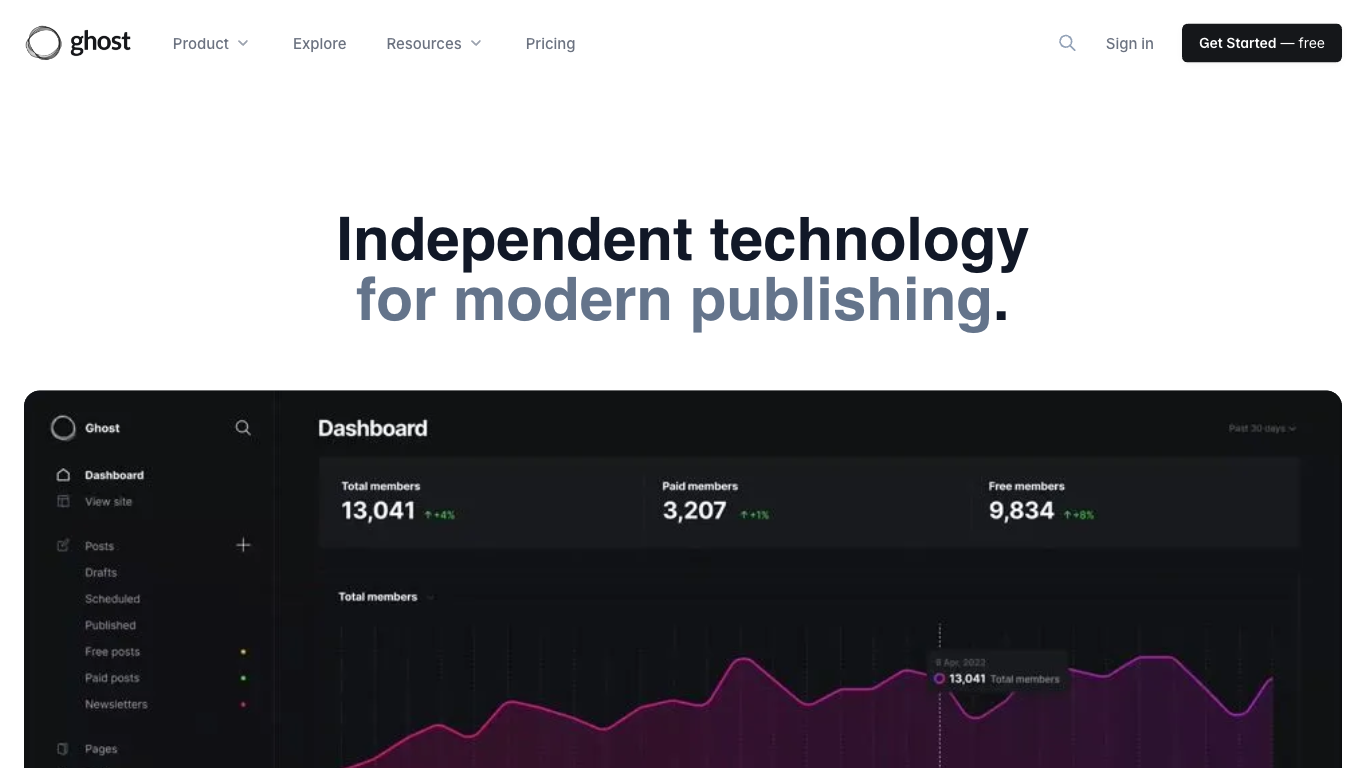 ghost
Product
Explore
Resources
Pricing
Sign in
Get Started — free
Independent technology
for modern publishing.
Ghost
Dashboard
View site
Posts
Drafts
Scheduled
Published
Free posts
Paid posts
Newsletters
Pages
Dashboard
Past 30 days
Total members
13,041 +4%
Paid members
3,207 +1%
Free members
9,834 +8%
Total members
8 Apr, 2022
13,041 Total members